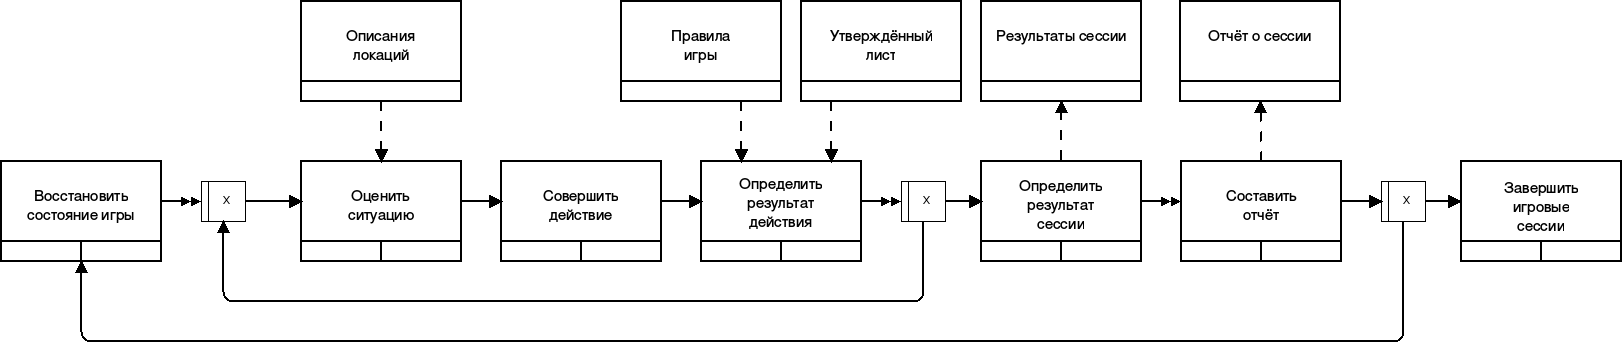 Описания
локаций
Правила
игры
Утверждённый
лист
Результаты сессии
Отчёт о сессии
Восстановить
состояние игры
X
Оценить
ситуацию
Совершить
действие
Определить
результат
действия
X
Определить
результат
сессии
Составить
отчёт
X
Завершить
игровые
сессии